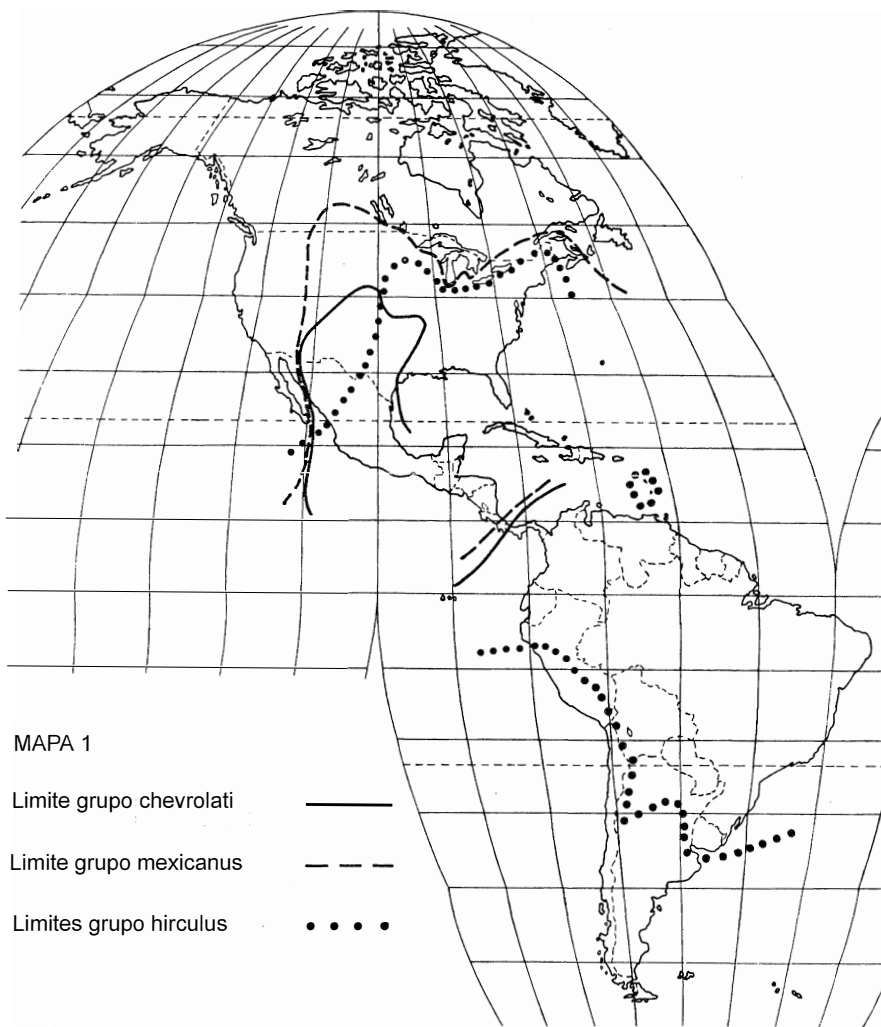 MAPA 1
Limite grupo chevrolati
Limite grupo mexicanus
Limites grupo hirculus